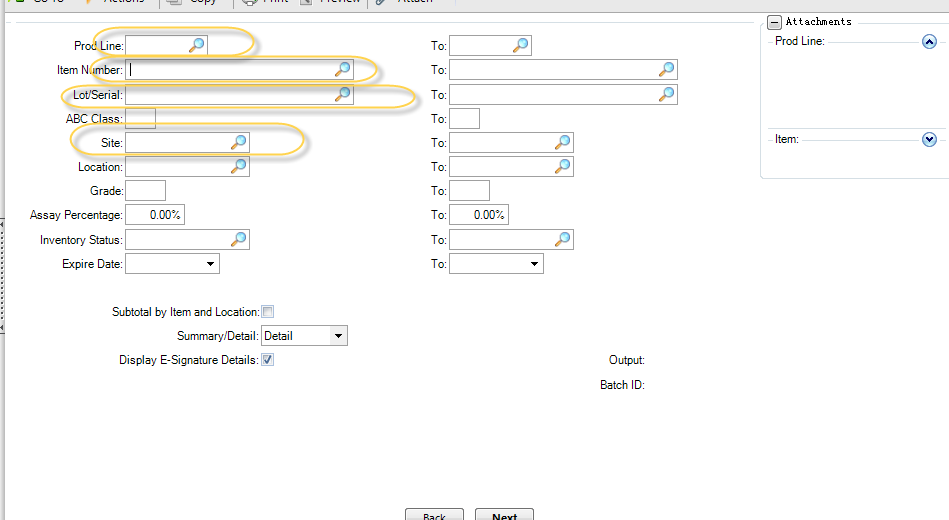 Go To Actions Copy Print Preview Attach
Attachments
Prod Line: To: Prod Line:
Item Number: To:
Lot/Serial: To:
ABC Class: To:
Site: To: Item:
Location: To:
Grade: To:
Assay Percentage: 0.00% To: 0.00%
Inventory Status: To:
Expire Date: To:
Subtotal by Item and Location:
Summary/Detail: Detail
Display E-Signature Details: Output:
Batch ID:
Back Next